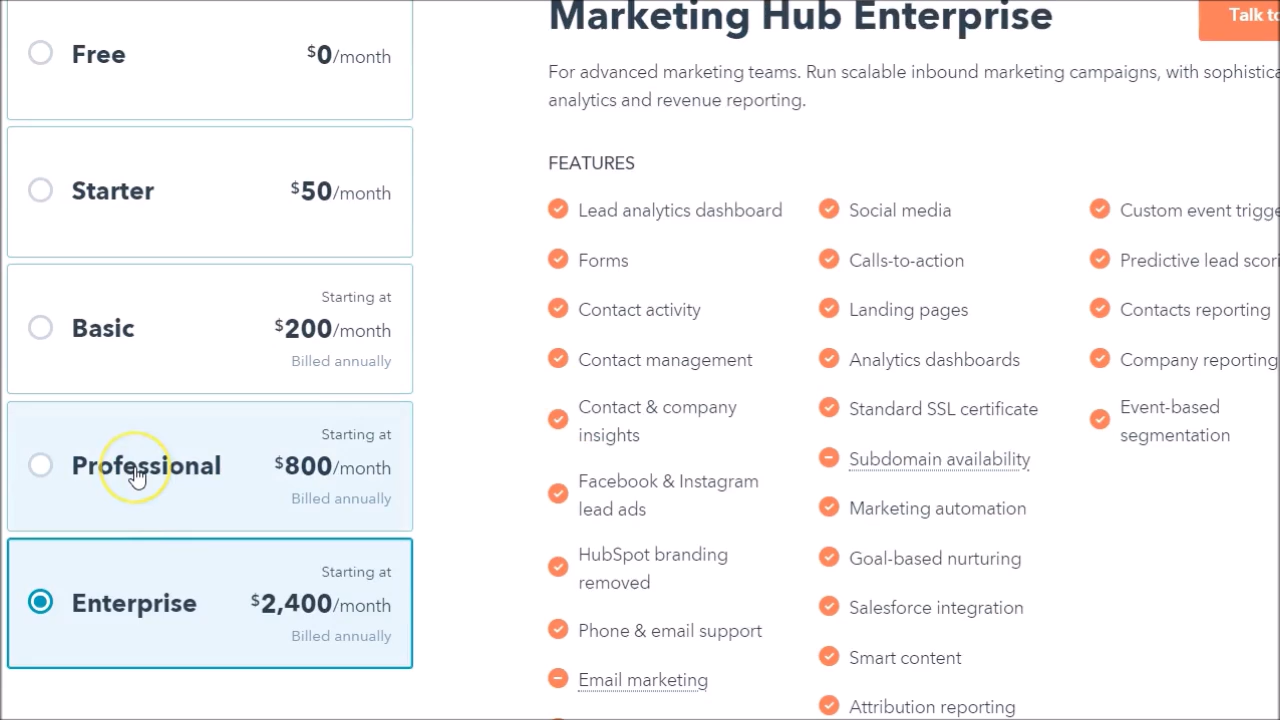 Free
$0/month
Starter
$50/month
Starting at
Basic
$200/month
Billed annually
Starting at
Professional
$800/month
Billed annually
Starting at
Enterprise
$2,400/month
Billed annually
Marketing Hub Enterprise
Talk to
For advanced marketing teams. Run scalable inbound marketing campaigns, with sophistica
analytics and revenue reporting.
FEATURES
Lead analytics dashboard
Forms
Contact activity
Contact management
Contact & company
insights
Facebook & Instagram
lead ads
HubSpot branding
removed
Phone & email support
Email marketing
Social media
Calls-to-action
Landing pages
Analytics dashboards
Standard SSL certificate
Subdomain availability
Marketing automation
Goal-based nurturing
Salesforce integration
Smart content
Attribution reporting
Custom event trigge
Predictive lead scori
Contacts reporting
Company reporting
Event-based
segmentation